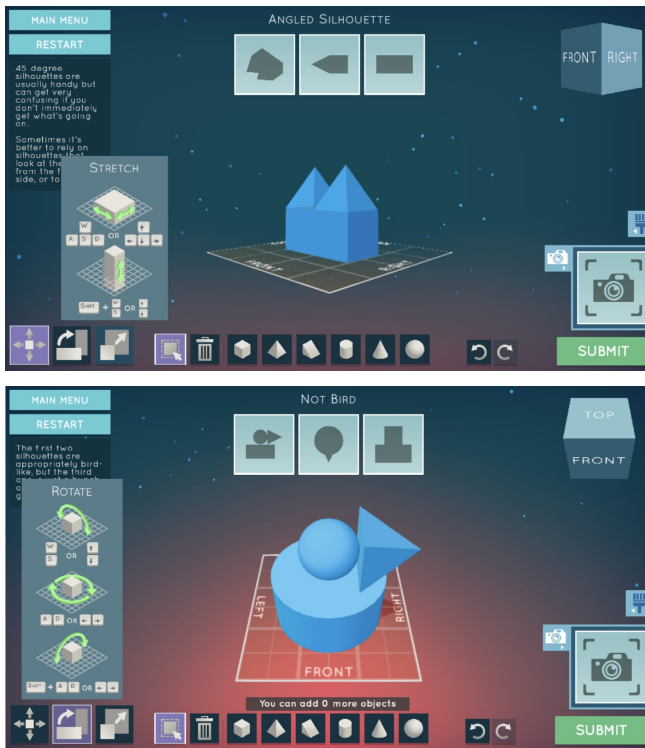 MAIN MENU
RESTART
45 degree
silhouettes are
usually handy but
can get very
confusing if you
don't immediately
get what's going
on.
Sometimes it's
better to rely on
silhouettes that
look at the
from the f
side, or to
STRETCH
W
A S D OR
SHIFT + W S OR
ANGLED SILHOUETTE
FRONT RIGHT
FRONT RIGHT
SUBMIT
MAIN MENU
RESTART
The first two
silhouettes are
appropriately bird-
like, but the third
ROTATE
W
S OR
A D OR
SHIFT + A D OR
NOT BIRD
TOP
FRONT
LEFT
RIGHT
FRONT
You can add 0 more objects
SUBMIT